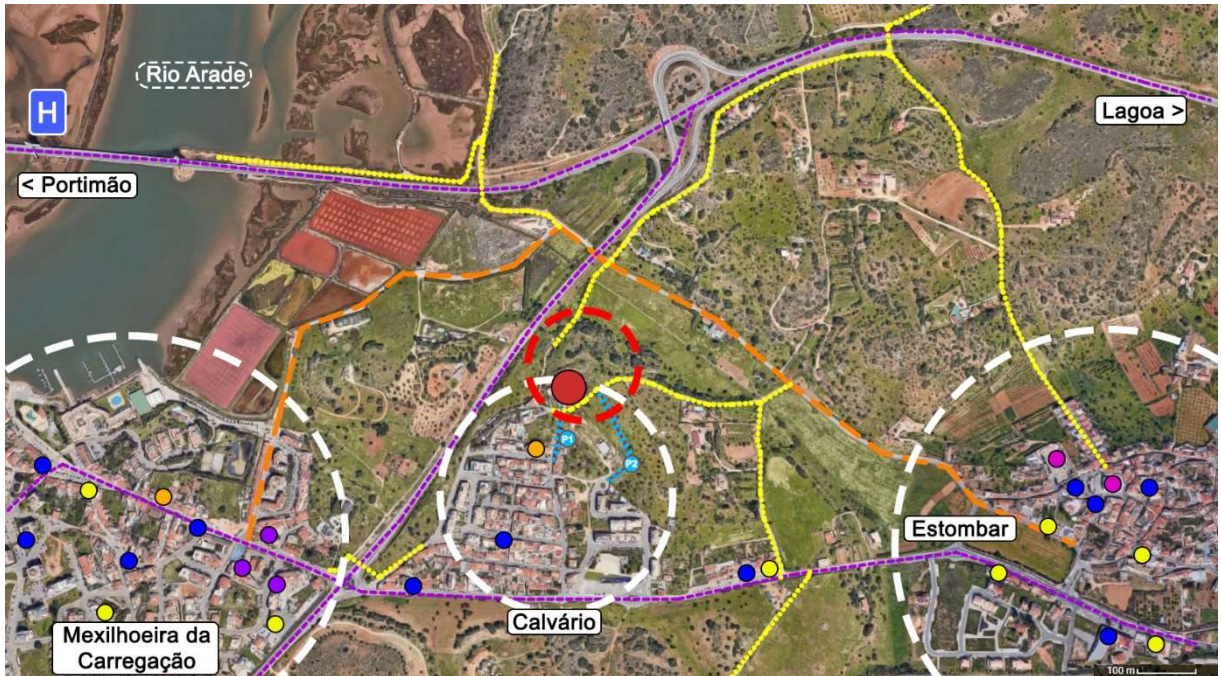 Rio Arade
H
Lagoa >
< Portimão
P1
P2
Estombar
Calvário
Mexilhoeira da
Carregação
100 m